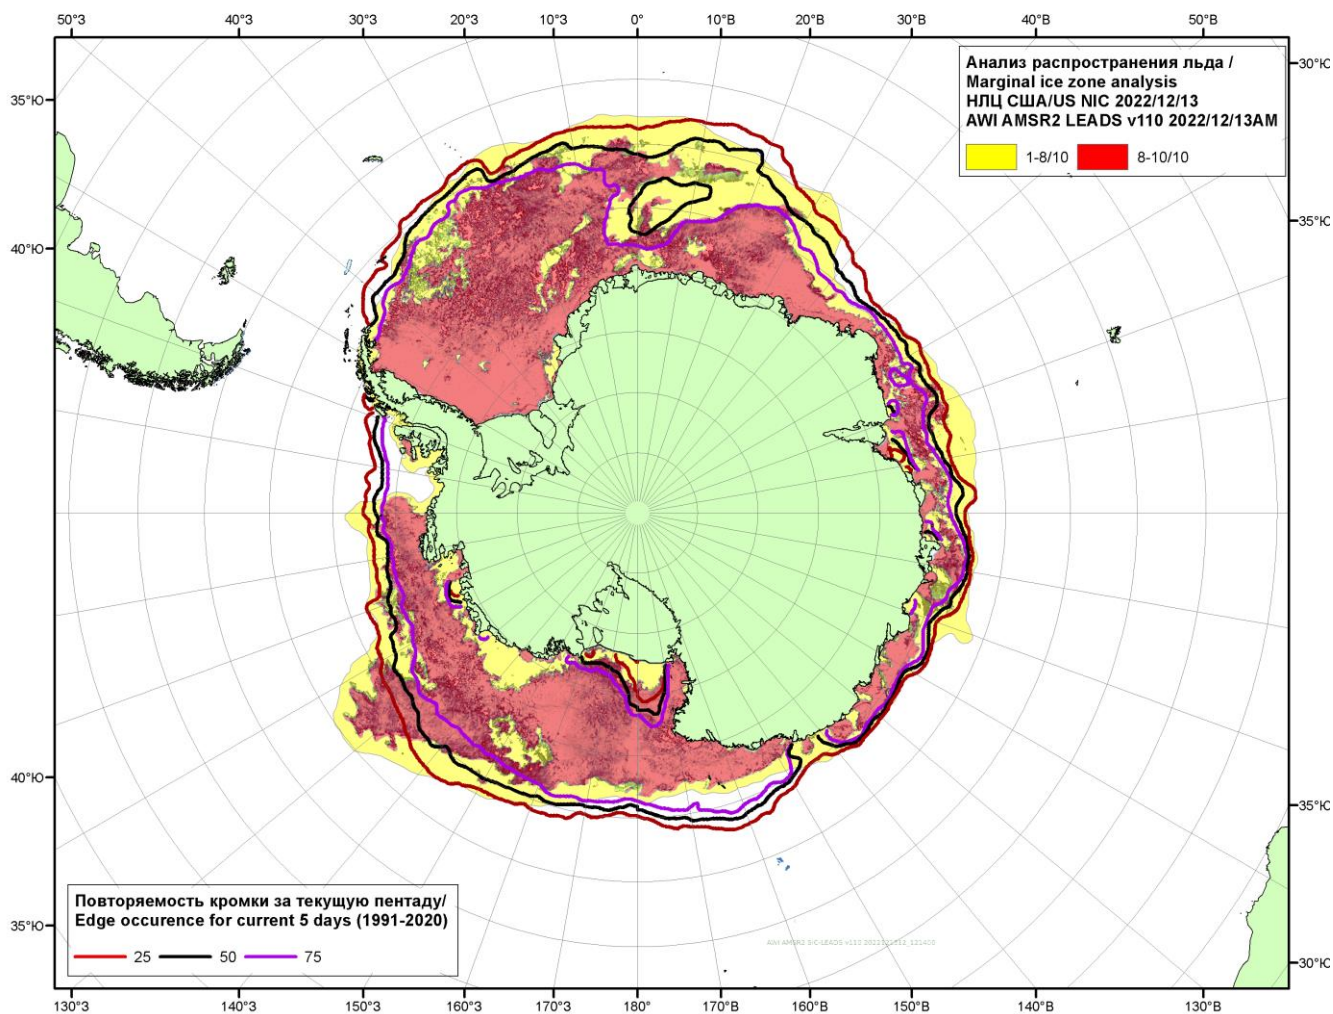 50°З 40°З 30°З 20°З 10°З 0° 10°В 20°В 30°В 40°В 50°В
Анализ распространения льда /
Marginal ice zone analysis
НЛЦ США/US NIC 2022/12/13
AWI AMSR2 LEADS v110 2022/12/13AM
1-8/10 8-10/10
30°Ю
35°Ю
35°Ю
40°Ю
40°Ю
40°Ю
40°Ю
35°Ю
Повторяемость кромки за текущую пентаду/
Edge occurence for current 5 days (1991-2020)
25 50 75
35°Ю
30°Ю
130°З 140°З 150°З 160°З 170°З 180° 170°В 160°В 150°В 140°В 130°В